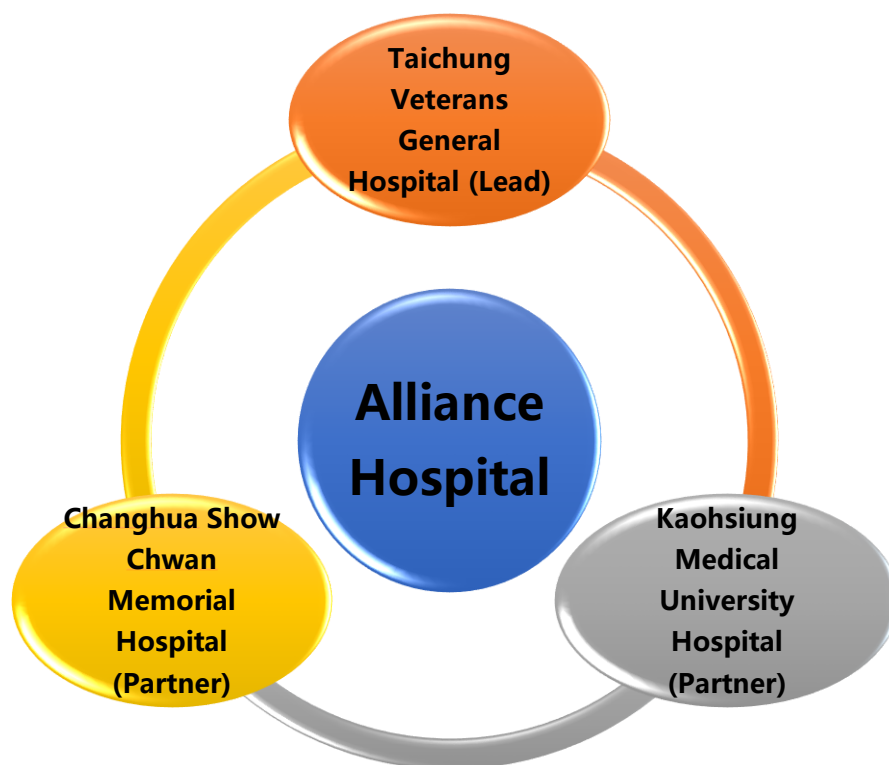 Taichung
Veterans
General
Hospital (Lead)
Alliance
Hospital
Changhua Show
Chwan
Memorial
Hospital
(Partner)
Kaohsiung
Medical
University
Hospital
(Partner)